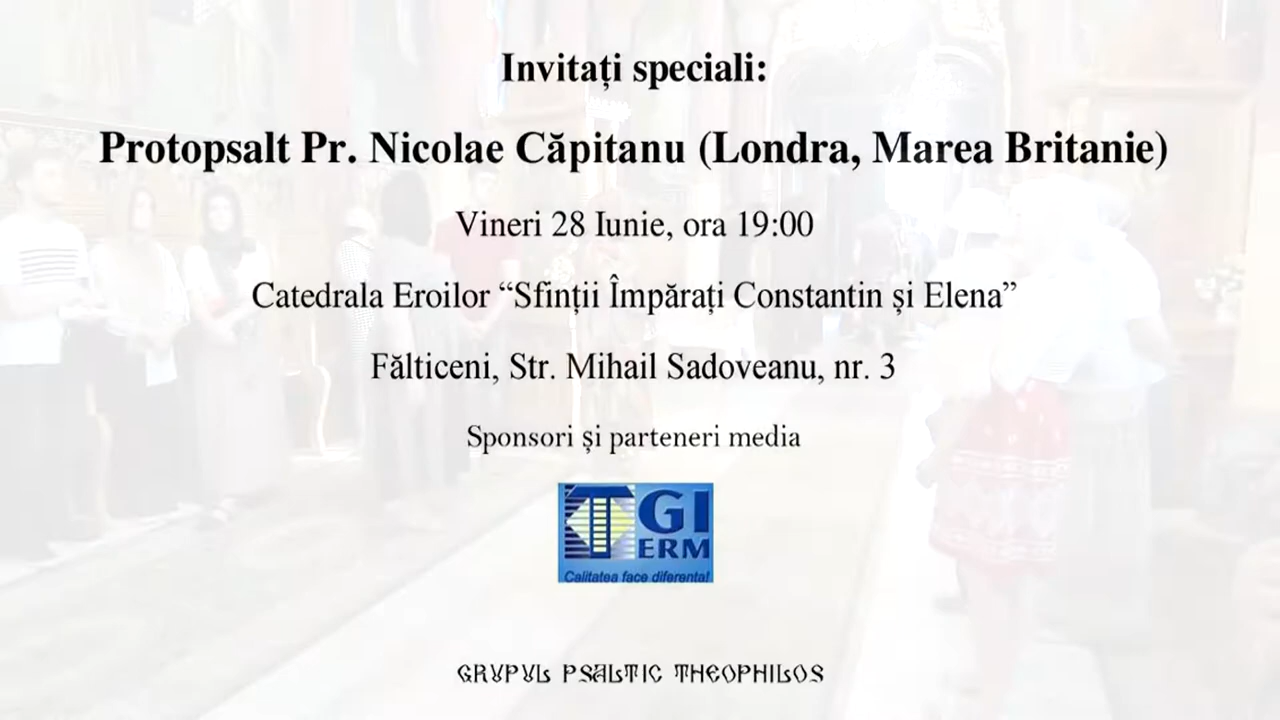 Invitați speciali:
Protopsalt Pr. Nicolae Căpitanu (Londra, Marea Britanie)
Vineri 28 Iunie, ora 19:00
Catedrala Eroilor “Sfinții Împărați Constantin și Elena”
Fălticeni, Str. Mihail Sadoveanu, nr. 3
Sponsori și parteneri media
TGI
ERM
Calitatea face diferenta!
GRUPUL PSALTIC THEOPHILOS